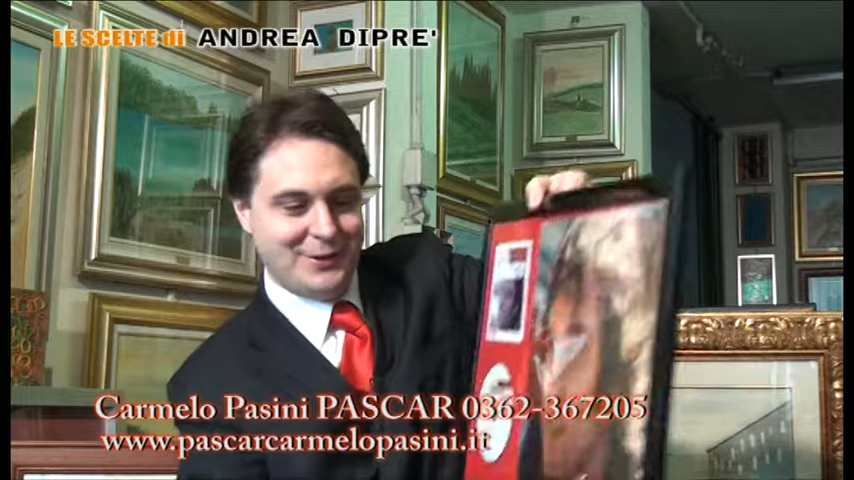 LE SCELTE di ANDREA DIPRE'
Carmelo Pasini PASCAR 0362-367205
www.pascarcarmelopasini.it